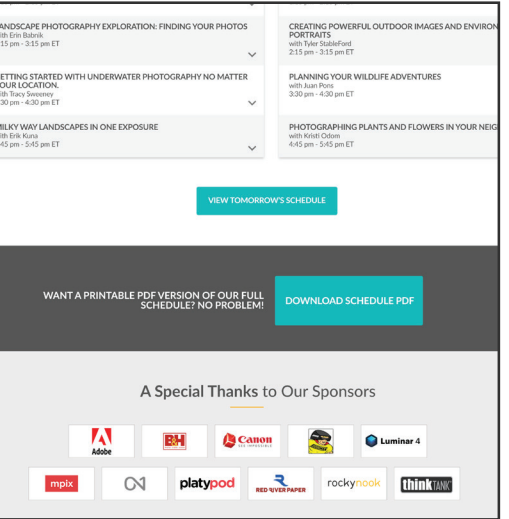 ANDSCAPE PHOTOGRAPHY EXPLORATION: FINDING YOUR PHOTOS
ith Erin Babnik
15 pm - 3:15 pm ET
ETTING STARTED WITH UNDERWATER PHOTOGRAPHY NO MATTER
OUR LOCATION.
ith Tracy Sweeney
30 pm - 4:30 pm ET
ILKY WAY LANDSCAPES IN ONE EXPOSURE
ith Erik Kuna
45 pm - 5:45 pm ET
CREATING POWERFUL OUTDOOR IMAGES AND ENVIRON
PORTRAITS
with Tyler StableFord
2:15 pm - 3:15 pm ET
PLANNING YOUR WILDLIFE ADVENTURES
with Juan Pons
3:30 pm - 4:30 pm ET
PHOTOGRAPHING PLANTS AND FLOWERS IN YOUR NEIG
with Kristi Odom
4:45 pm - 5:45 pm ET
VIEW TOMORROW'S SCHEDULE
WANT A PRINTABLE PDF VERSION OF OUR FULL
SCHEDULE? NO PROBLEM!
DOWNLOAD SCHEDULE PDF
A Special Thanks to Our Sponsors
Adobe
B&H
Canon
Luminar 4
mpix
platypod
RED RIVER PAPER
rockynook
thinkTANK